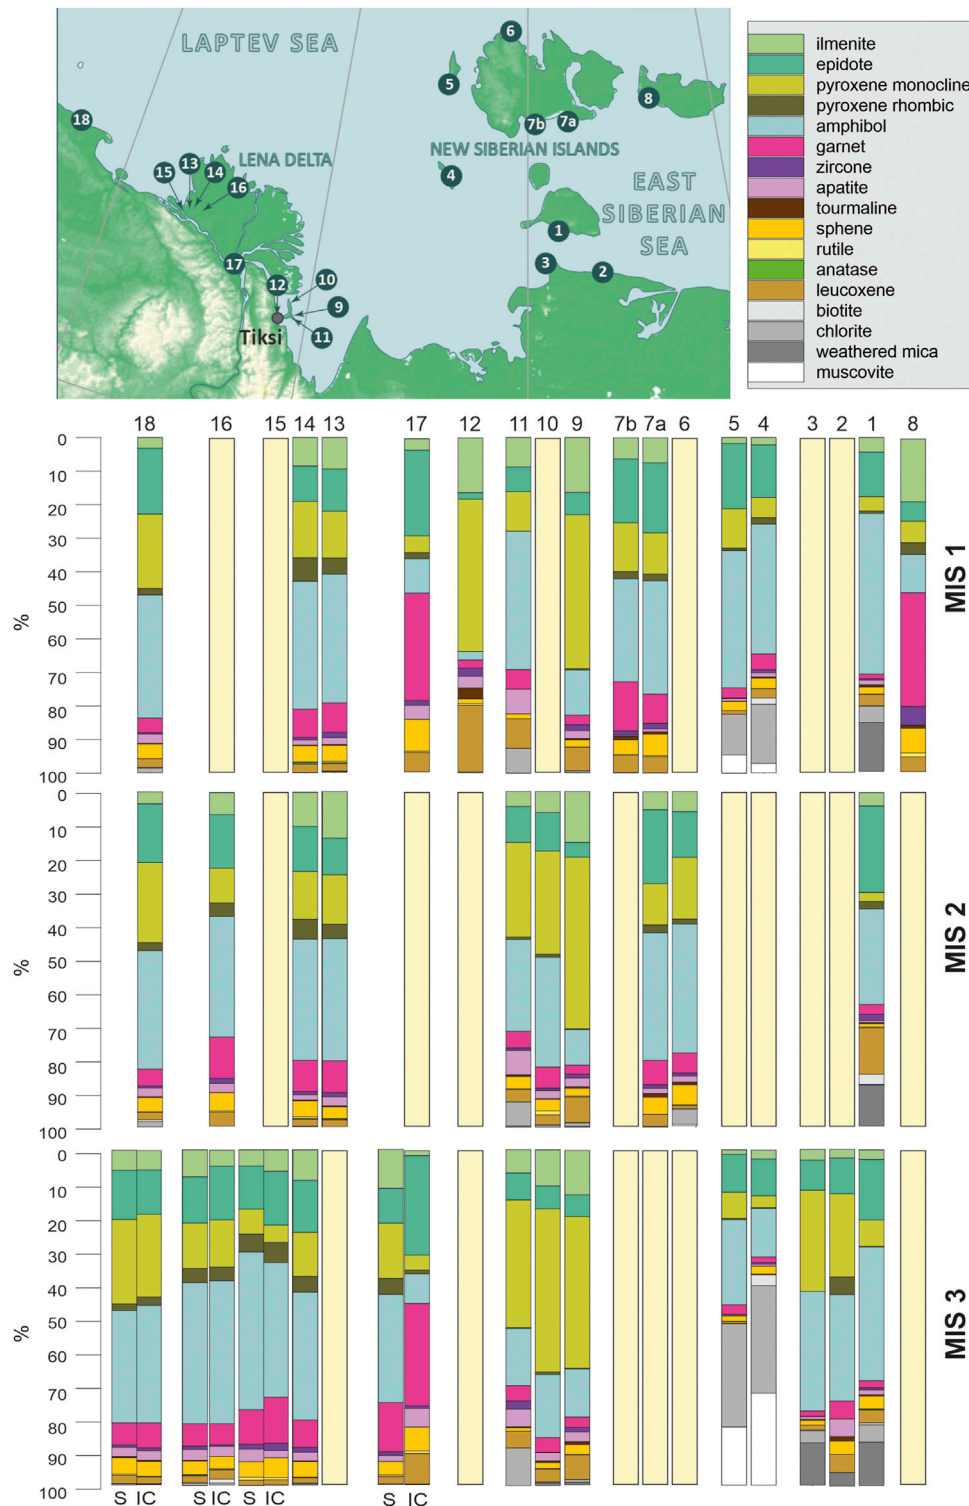 LAPTEV SEA
6
5
8
7b 7a
18
13
LENA DELTA
NEW SIBERIAN ISLANDS
15 14
16
4
EAST
SIBERIAN
SEA
1
17
3
2
12
10
9
Tiksi
11
ilmenite
epidote
pyroxene monocline
pyroxene rhombic
amphibol
garnet
zircone
apatite
tourmaline
sphene
rutile
anatase
leucoxene
biotite
chlorite
weathered mica
muscovite
18 16 15 14 13 17 12 11 10 9 7b 7a 6 5 4 3 2 1 8
0
10
20
30
40
%
50
60
70
80
90
100
MIS 1
0
10
20
30
40
%
50
60
70
80
90
100
MIS 2
0
10
20
30
40
%
50
60
70
80
90
100
MIS 3
S IC S IC S IC S IC